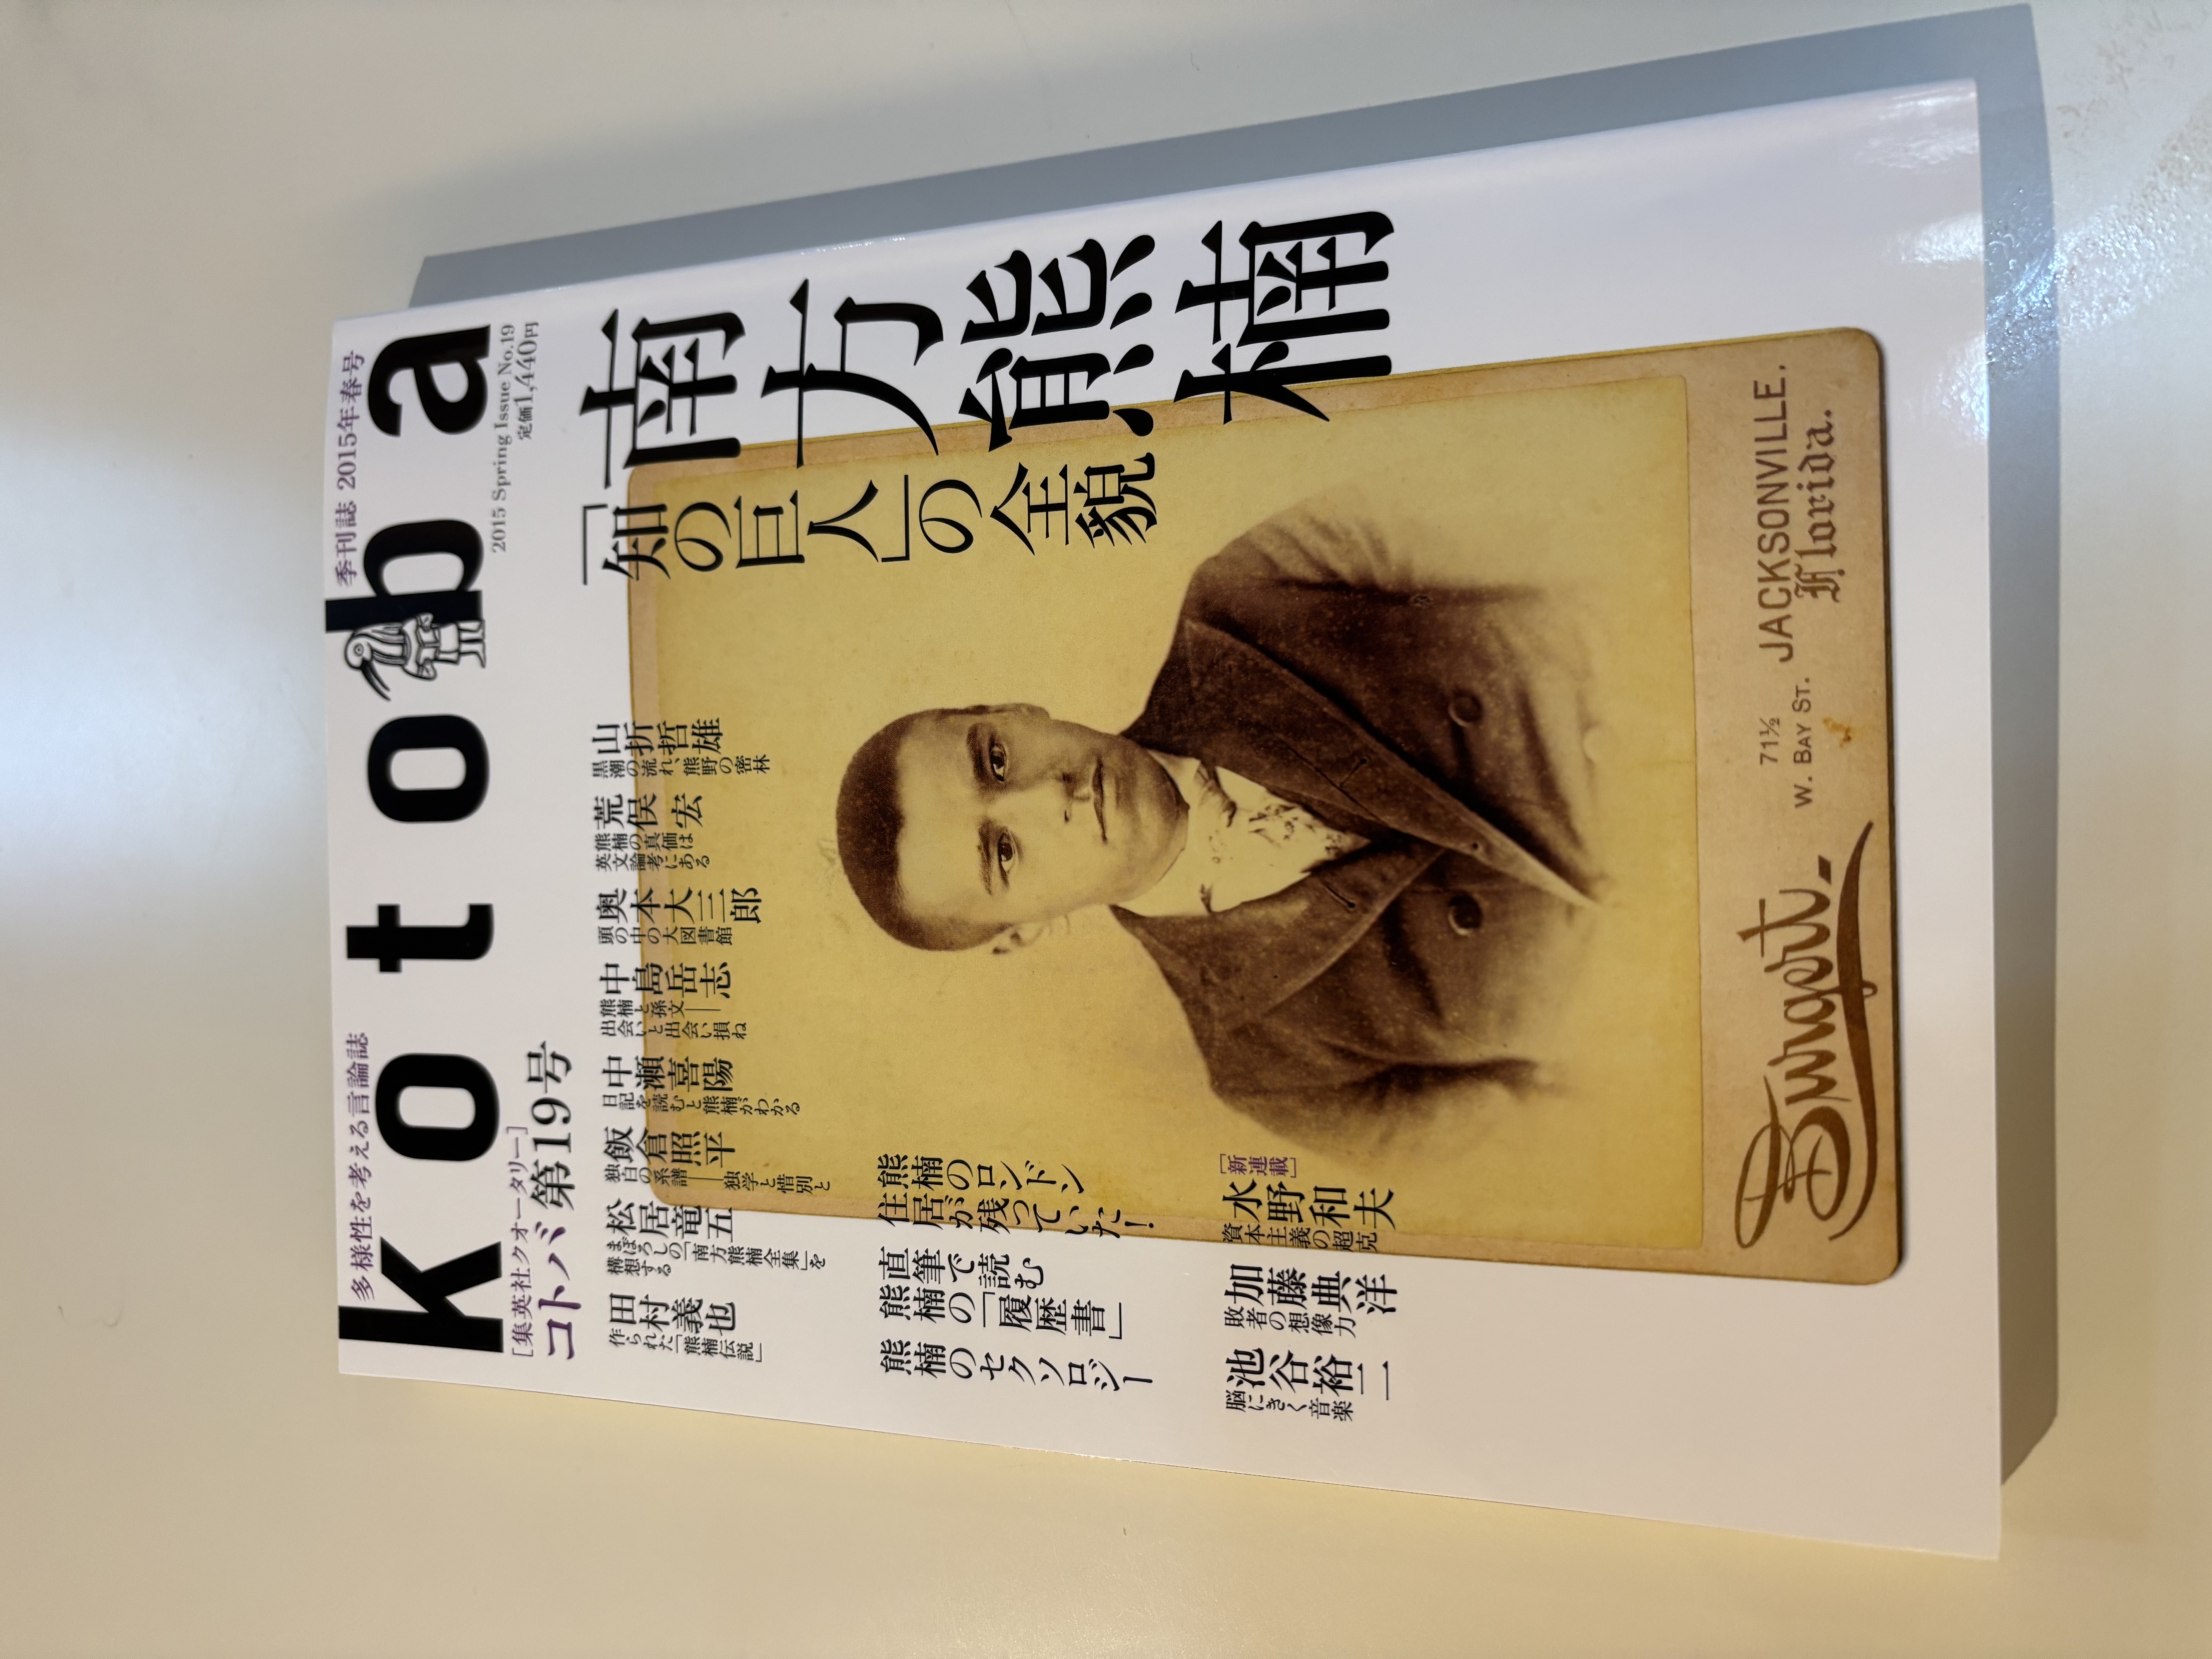 季刊誌 2015年春号
多様性を考える言論誌
kotoba
2015 Spring Issue No.19
定価1,440円
[集英社クオータリー]
コトバ 第19号
南方熊楠
「知の巨人」の全貌
山折哲雄
黒潮の流れ、熊野の密林
荒俣 宏
熊楠の真価は
英文論考にある
奥本大三郎
頭の中の大図書館
中島岳志
熊楠と孫文――
出会いと出会い損ね
中瀬喜陽
日記を読むと熊楠がわかる
飯倉照平
独白の系譜――独学と惜別と
松居竜五
まぼろしの「南方熊楠全集」を
構想する
田村義也
作られた「熊楠伝説」
熊楠のロンドン
住居が残っていた!
直筆で読む
熊楠の「履歴書」
熊楠のセクソロジー
[新連載]
水野和夫
資本主義の超克
加藤典洋
敗者の想像力
池谷裕二
脳にきく音楽
Burgert
71½
W. BAY ST.
JACKSONVILLE.
Florida.